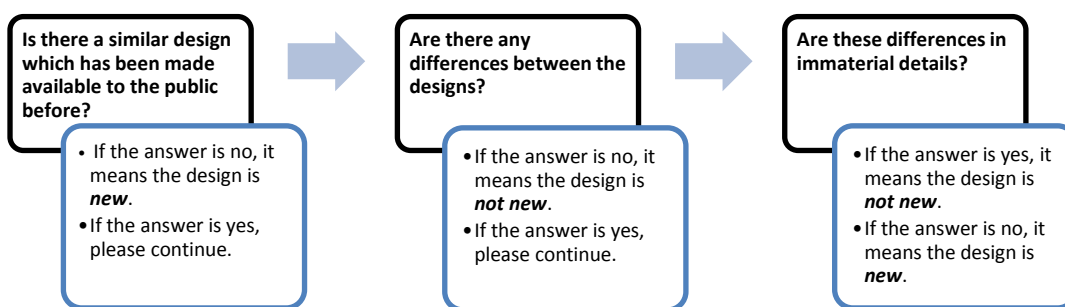 Is there a similar design
which has been made
available to the public
before?
• If the answer is no, it
means the design is
new.
•If the answer is yes,
please continue.
Are there any
differences between the
designs?
•If the answer is no, it
means the design is
not new.
•If the answer is yes,
please continue.
Are these differences in
immaterial details?
•If the answer is yes, it
means the design is
not new.
•If the answer is no, it
means the design is
new.